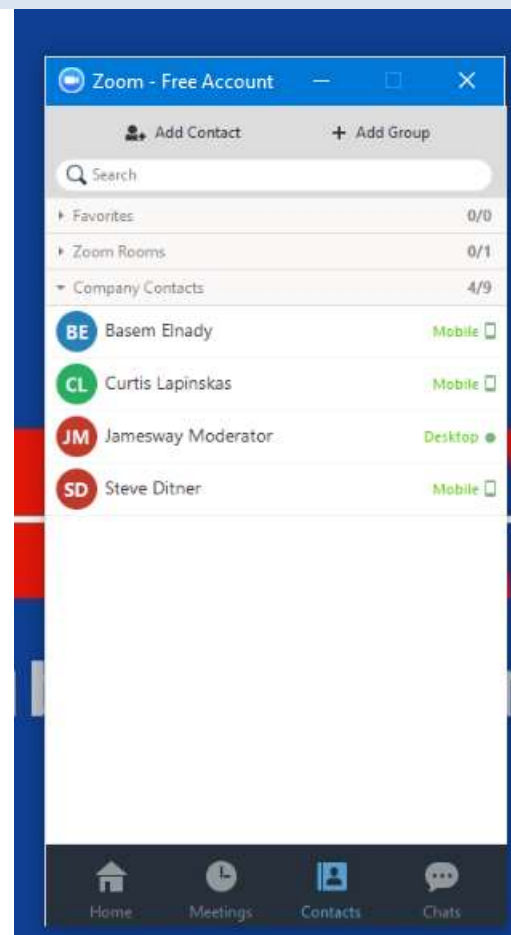 Zoom - Free Account
Add Contact + Add Group
Search
Favorites 0/0
Zoom Rooms 0/1
Company Contacts 4/9
BE Basem Elnady Mobile
CL Curtis Lapinskas Mobile
JM Jamesway Moderator Desktop
SD Steve Ditner Mobile
Home Meetings Contacts Chats